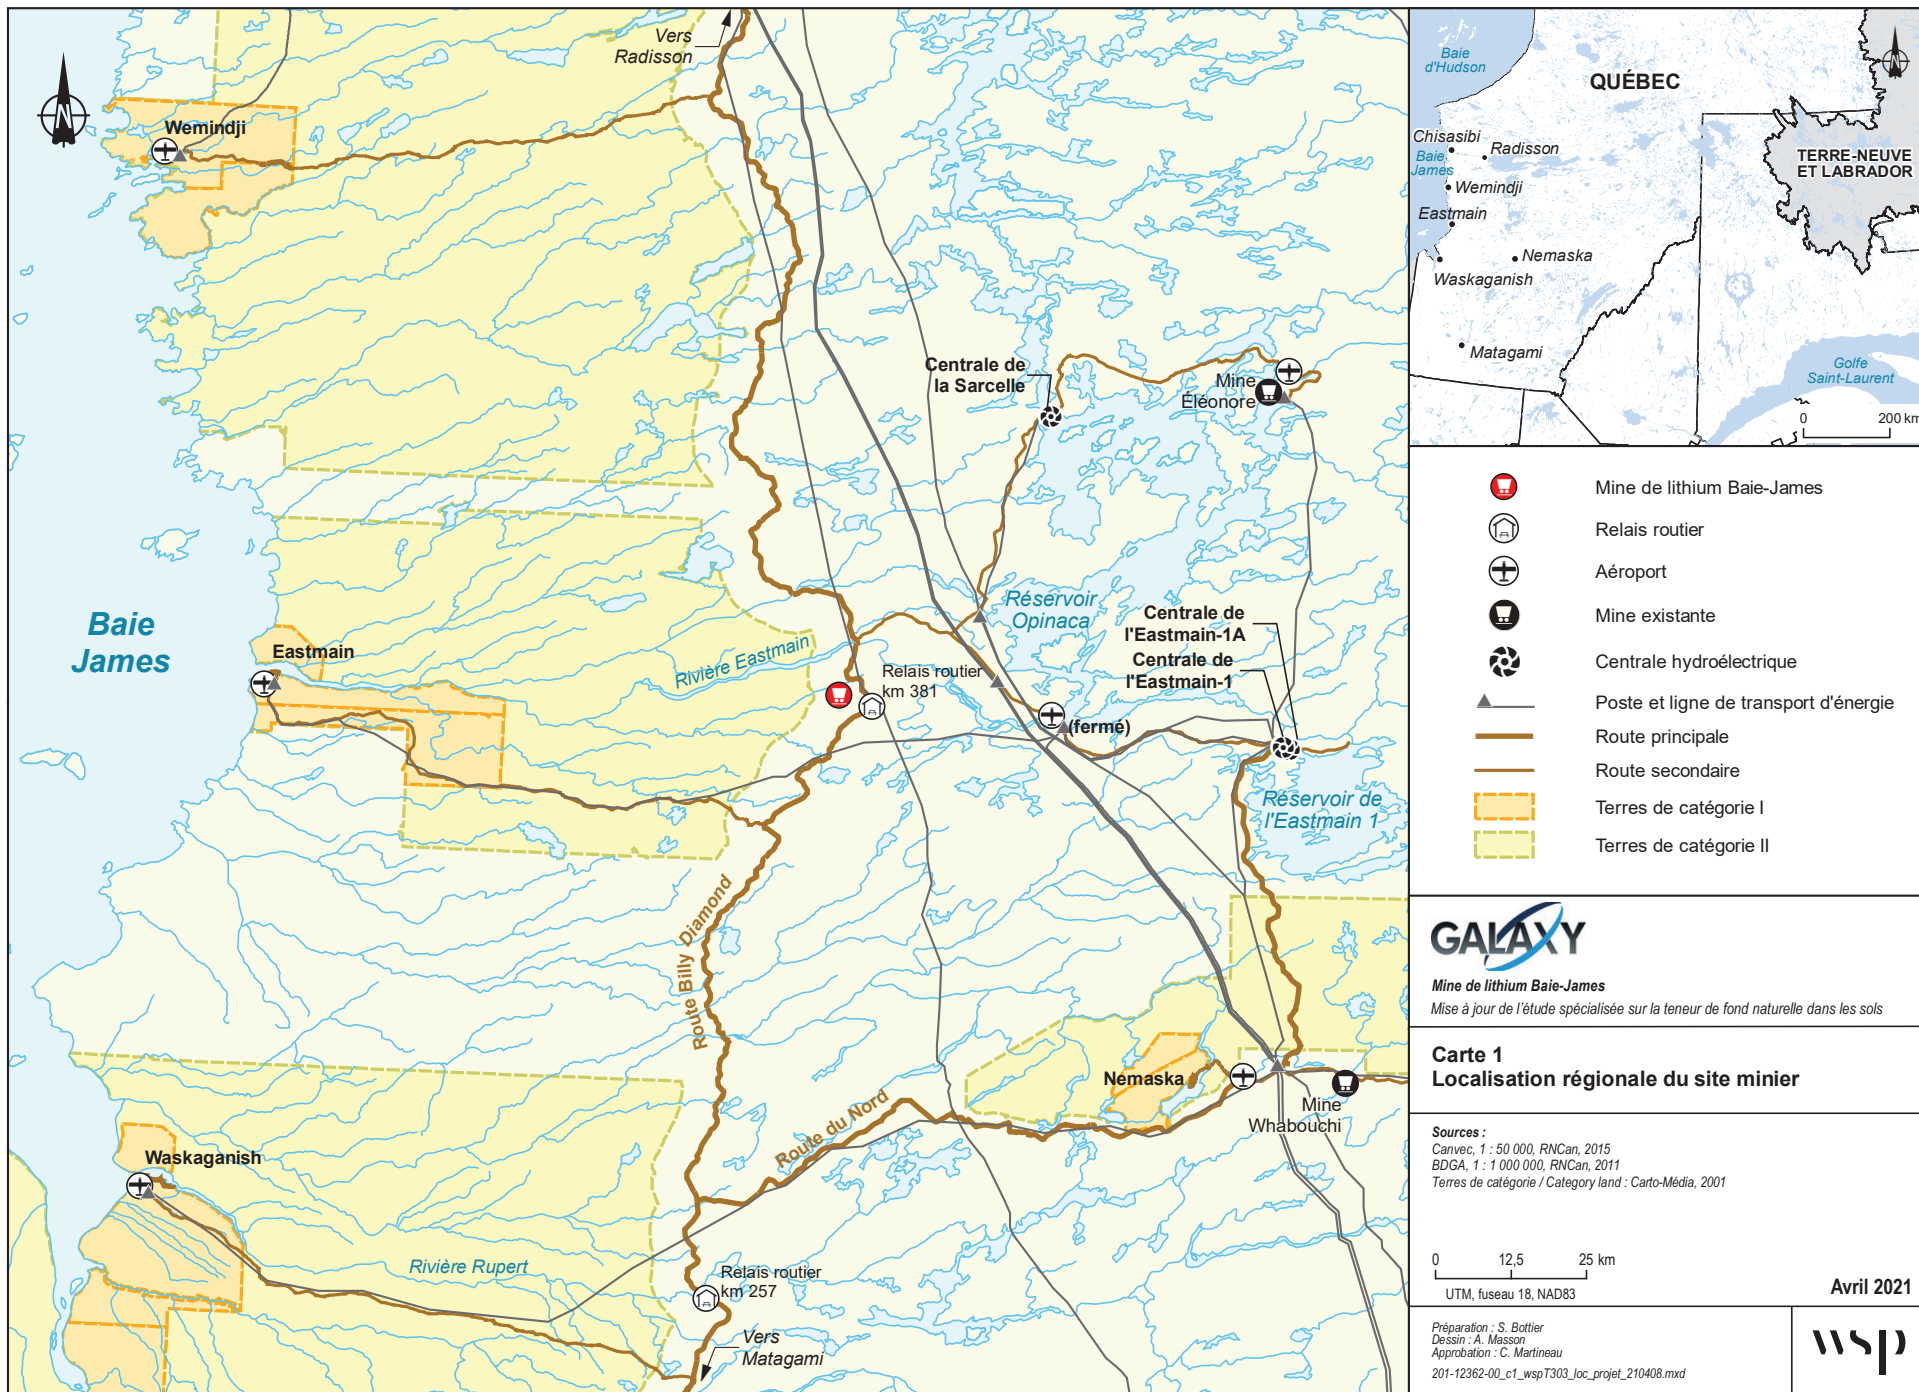 Vers
Radisson
N
Wemindji
Centrale de
la Sarcelle
Mine
Éléonore
Réservoir
Opinaca
Centrale de
l'Eastmain-1A
Centrale de
l'Eastmain-1
Baie
James
Eastmain
Rivière Eastmain
Relais routier
km 381
(fermé)
Réservoir de
l'Eastmain 1
Route Billy Diamond
Nemaska
Mine
Whabouchi
Route du Nord
Waskaganish
Rivière Rupert
Relais routier
km 257
Vers
Matagami
Baie
d'Hudson
QUÉBEC
N
Chisasibi
Baie
James
Radisson
TERRE-NEUVE
ET LABRADOR
Wemindji
Eastmain
Nemaska
Waskaganish
Matagami
Golfe
Saint-Laurent
0 200 km
Mine de lithium Baie-James
Relais routier
Aéroport
Mine existante
Centrale hydroélectrique
Poste et ligne de transport d'énergie
Route principale
Route secondaire
Terres de catégorie I
Terres de catégorie II
GALAXY
Mine de lithium Baie-James
Mise à jour de l'étude spécialisée sur la teneur de fond naturelle dans les sols
Carte 1
Localisation régionale du site minier
Sources :
Canvec, 1 : 50 000, RNCan, 2015
BDGA, 1 : 1 000 000, RNCan, 2011
Terres de catégorie / Category land : Carto-Média, 2001
0 12,5 25 km
UTM, fuseau 18, NAD83
Avril 2021
Préparation : S. Bottier
Dessin : A. Masson
Approbation : C. Martineau
201-12362-00_c1_wspT303_loc_projet_210408.mxd
wsp